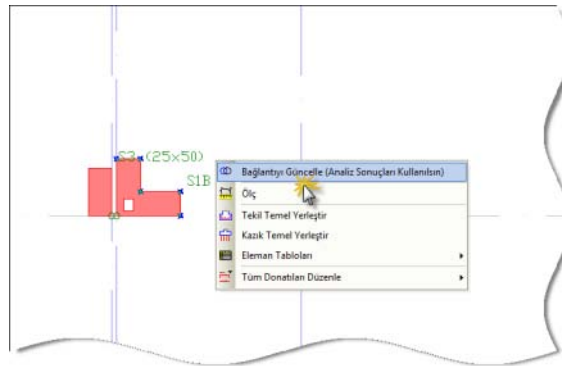 S3 (25x50)
S1B
Bağlantıyı Güncelle (Analiz Sonuçları Kullanılsın)
Ölç
Tekil Temel Yerleştir
Kazık Temel Yerleştir
Eleman Tabloları
Tüm Donatıları Düzenle